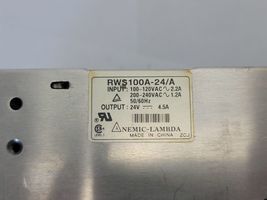 RWS100A-24/A
INPUT: 100-120VAC ∿ 2.2A
200-240VAC ∿ 1.2A
50/60Hz
OUTPUT: 24V ⎓ 4.5A
NEMIC-LAMBDA
MADE IN CHINA ZCJ